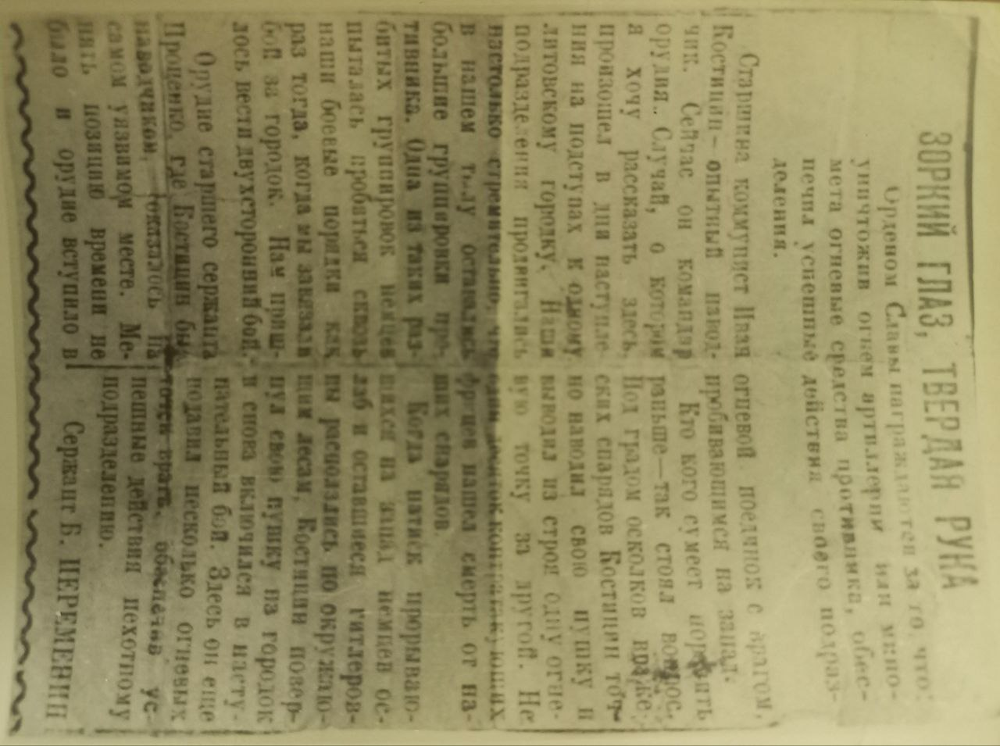 ЗОРКИЙ ГЛАЗ, ТВЕРДАЯ РУКА
Орденом Славы награждаются за то, что:
уничтожив огнем артиллерии или мино-
мета огневые средства противника, обес-
печил успешные действия своего подраз-
деления.
Старшина коммунист Иван
Костицин—опытный навод-
чик. Сейчас он командир
орудия. Случай, о котором
я хочу рассказать здесь,
произошел в дни наступле-
ния на подступах к одному
литовскому городку. Наши
подразделения продвигались
настолько стремительно, что
в нашем тылу остались
большие группировки про-
тивника. Одна из таких раз-
битых группировок немцев
пыталась пробиться сквозь
наши боевые порядки как
раз тогда, когда мы завязали
бой за городок. Нам приш-
лось вести двухсторонний бой.
Орудие старшего сержанта
Проценко, где Костицин был
наводчиком, оказалось на
самом уязвимом месте. Ме-
нять позицию времени не
было и орудие вступило в
огневой поединок с врагом,
пробивающимся на запад.
Кто кого сумеет поразить
раньше—так стоял вопрос.
Под градом осколков враже-
ских снарядов Костицин точ-
но наводил свою пушку и
выводил из строя одну огне-
вую точку за другой. Не
один десяток контратакующих
фрицев нашел смерть от на-
ших снарядов.
Когда натиск прорываю-
щихся на запад немцев ос-
лаб и оставшиеся гитлеров-
цы расползлись по окружаю-
щим лесам, Костицин повер-
нул свою пушку на городок
и снова включился в насту-
пательный бой. Здесь он еще
подавил несколько огневых
точек врага, обеспечив ус-
пешные действия пехотному
подразделению.
Сержант Б. ПЕРЕМЕНИН